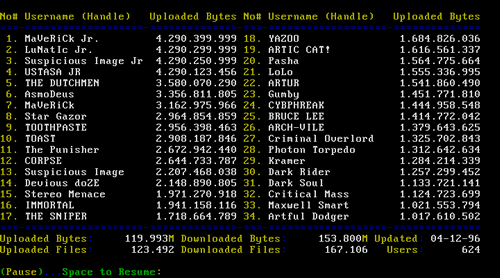 No# Username (Handle) Uploaded Bytes No# Username (Handle) Uploaded Bytes
1. MaVeRiCk Jr. 4.290.399.999 18. YAZOO 1.684.826.036
2. LuNatIc Jr. 4.290.299.999 19. ARTIC CAT! 1.616.561.337
3. Suspicious Image Jr 4.290.250.999 20. Pasha 1.564.775.664
4. USTASA JR 4.290.123.456 21. LoLo 1.555.336.995
5. THE DUTCHMEN 3.580.070.290 22. ARTUR 1.541.860.490
6. AsmoDeus 3.356.811.805 23. Gumby 1.451.771.810
7. MaVeRiCk 3.162.975.966 24. CYBPHREAK 1.444.958.548
8. Star Gazor 2.964.854.859 25. BRUCE LEE 1.414.772.042
9. TOOTHPASTE 2.956.398.463 26. ARCH-VILE 1.379.643.625
10. TOAST 2.908.187.144 27. Criminal Overlord 1.325.702.843
11. The Punisher 2.672.942.440 28. Photon Torpedo 1.312.631.634
12. CORPSE 2.644.733.787 29. Kramer 1.284.214.339
13. Suspicious Image 2.207.468.038 30. Dark Rider 1.257.299.452
14. Devious doZE 2.148.890.805 31. Dark Soul 1.133.721.141
15. Stereo Menace 1.971.270.918 32. Critical Mass 1.124.723.699
16. IMMORTAL 1.941.158.116 33. Maxwell Smart 1.021.553.794
17. THE SNIPER 1.718.664.789 34. Artful Dodger 1.017.610.502
Uploaded Bytes: 119.993M Downloaded Bytes: 153.800M Updated: 04-12-96
Uploaded Files: 123.492 Downloaded Files: 167.106 Users: 624
(Pause).. Space to Resume: